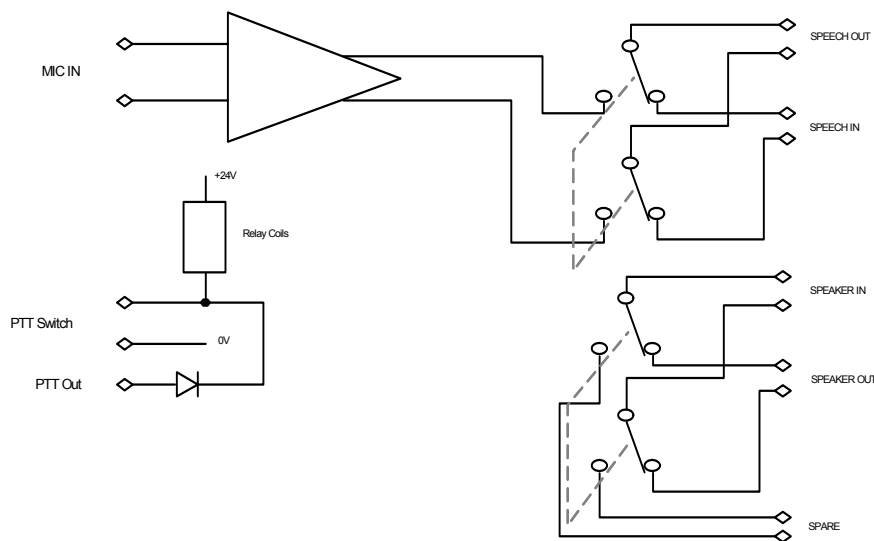 SPEECH OUT
MIC IN
SPEECH IN
+24V
Relay Coils
SPEAKER IN
PTT Switch
0V
PTT Out
SPEAKER OUT
SPARE